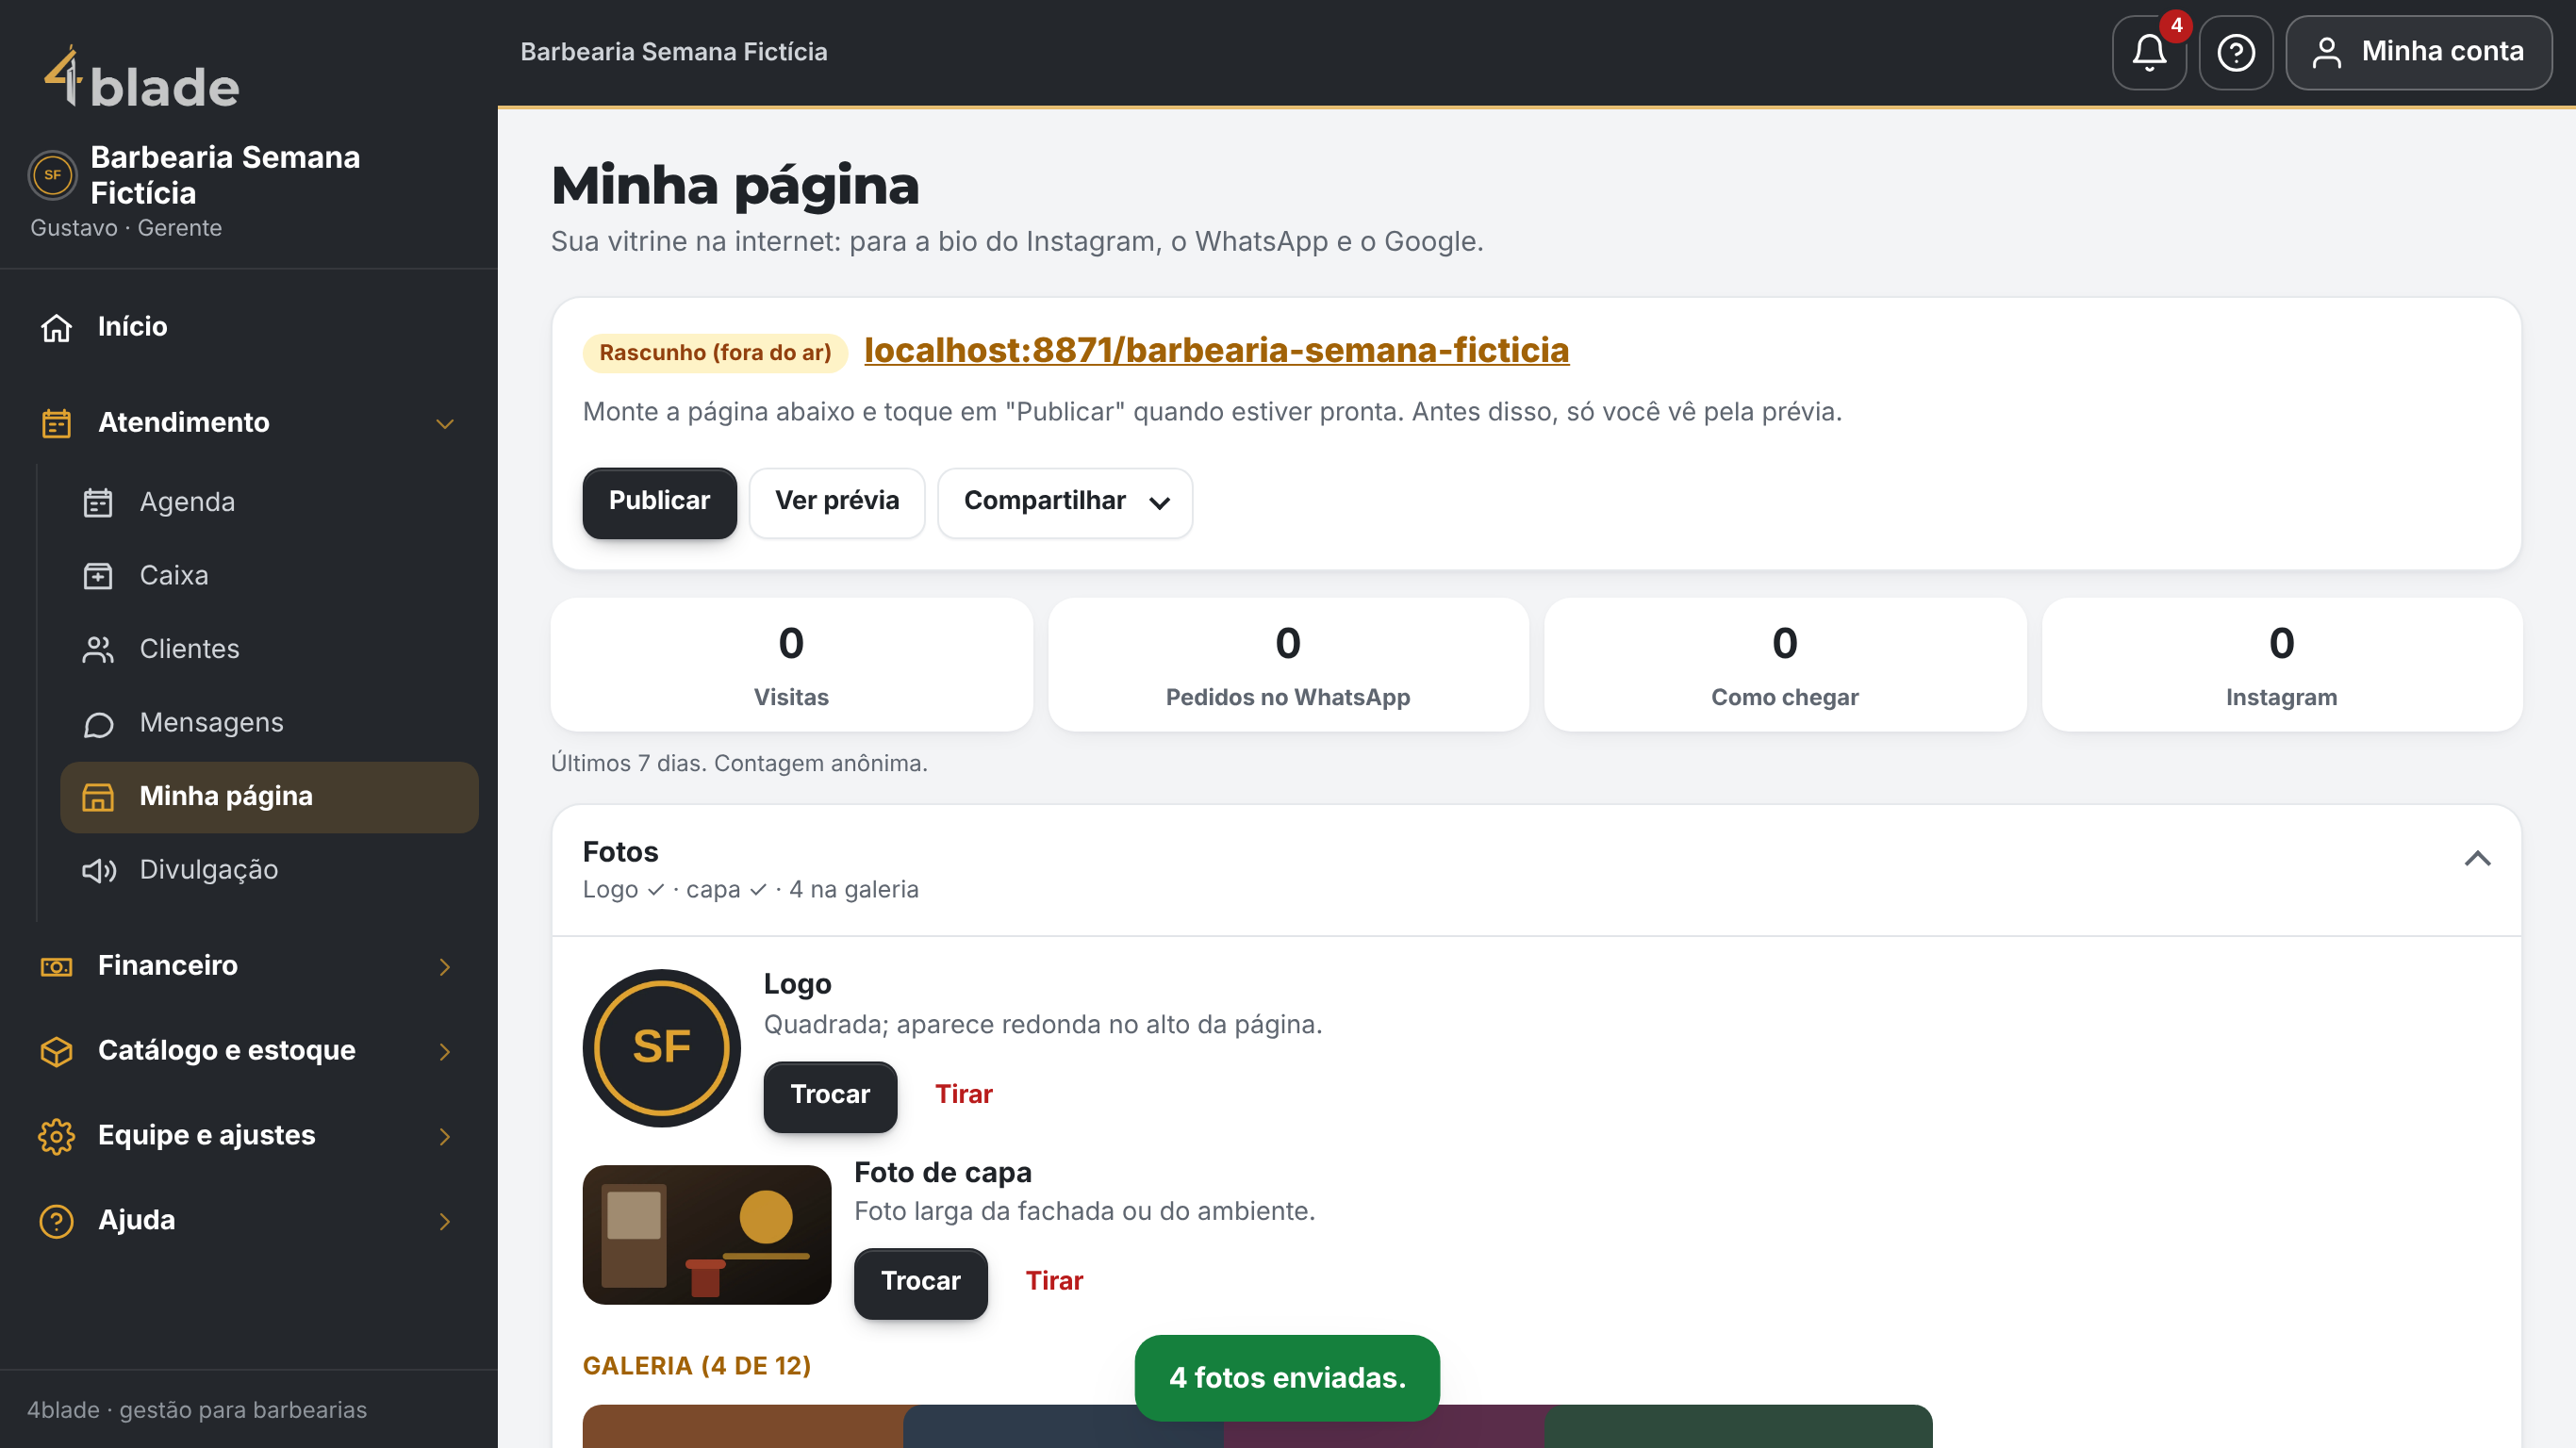 4blade
Barbearia Semana Fictícia
4
Minha conta
SF
Barbearia Semana
Fictícia
Gustavo · Gerente
Início
Atendimento
Agenda
Caixa
Clientes
Mensagens
Minha página
Divulgação
Financeiro
Catálogo e estoque
Equipe e ajustes
Ajuda
4blade · gestão para barbearias
Minha página
Sua vitrine na internet: para a bio do Instagram, o WhatsApp e o Google.
Rascunho (fora do ar) localhost:8871/barbearia-semana-ficticia
Monte a página abaixo e toque em "Publicar" quando estiver pronta. Antes disso, só você vê pela prévia.
Publicar Ver prévia Compartilhar
0 0 0 0
Visitas Pedidos no WhatsApp Como chegar Instagram
Últimos 7 dias. Contagem anônima.
Fotos
Logo ✓ · capa ✓ · 4 na galeria
SF
Logo
Quadrada; aparece redonda no alto da página.
Trocar Tirar
Foto de capa
Foto larga da fachada ou do ambiente.
Trocar Tirar
GALERIA (4 DE 12)
4 fotos enviadas.